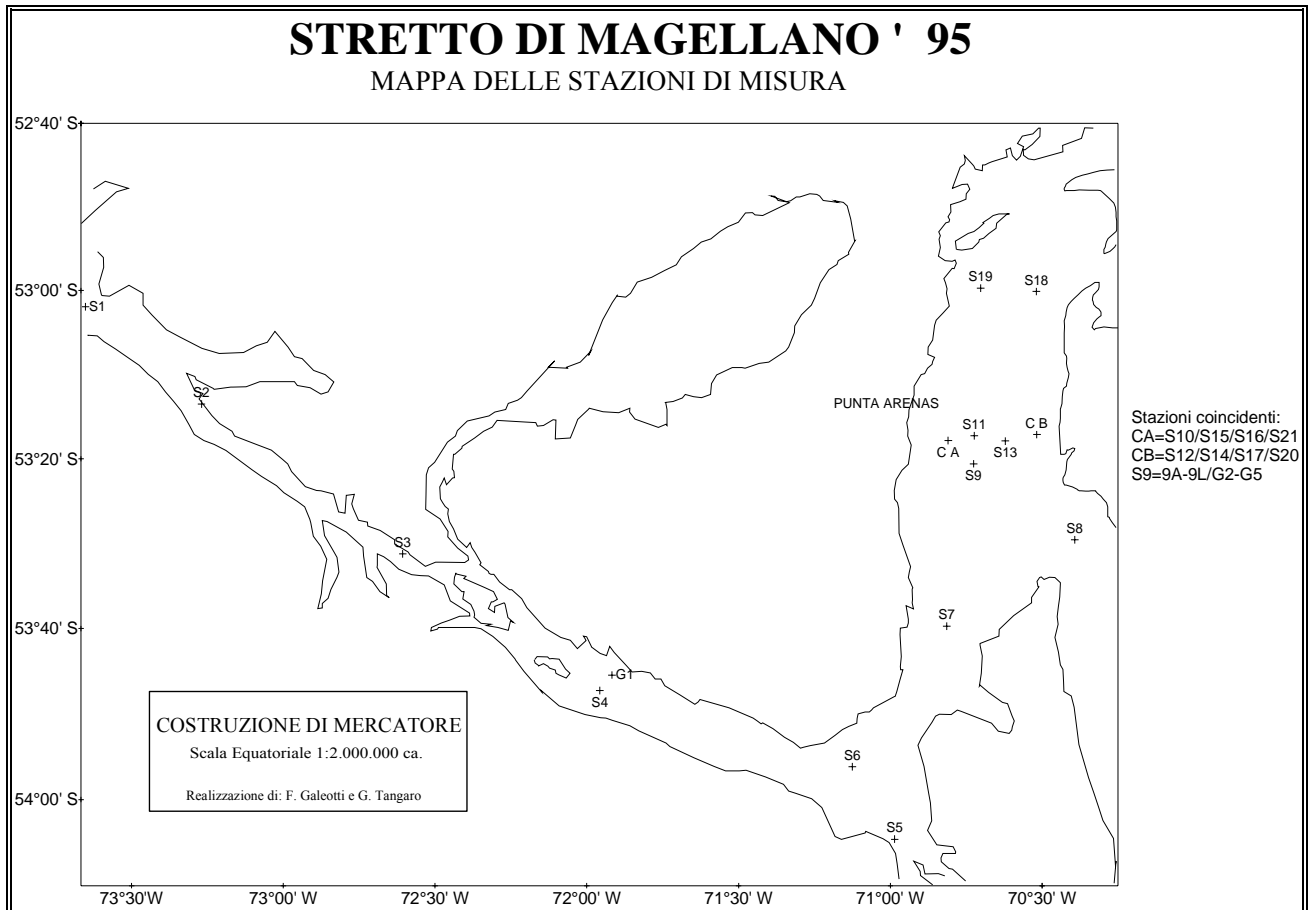 STRETTO DI MAGELLANO ' 95
MAPPA DELLE STAZIONI DI MISURA
52°40' S
53°00' S
53°20' S
53°40' S
54°00' S
73°30' W
73°00' W
72°30' W
72°00' W
71°30' W
71°00' W
70°30' W
S19
S18
S1
S2
PUNTA ARENAS
S11
C B
C A
S13
S9
S8
S3
S7
G1
S4
S6
S5
Stazioni coincidenti:
CA=S10/S15/S16/S21
CB=S12/S14/S17/S20
S9=9A-9L/G2-G5
COSTRUZIONE DI MERCATORE
Scala Equatoriale 1:2.000.000 ca.
Realizzazione di: F. Galeotti e G. Tangaro